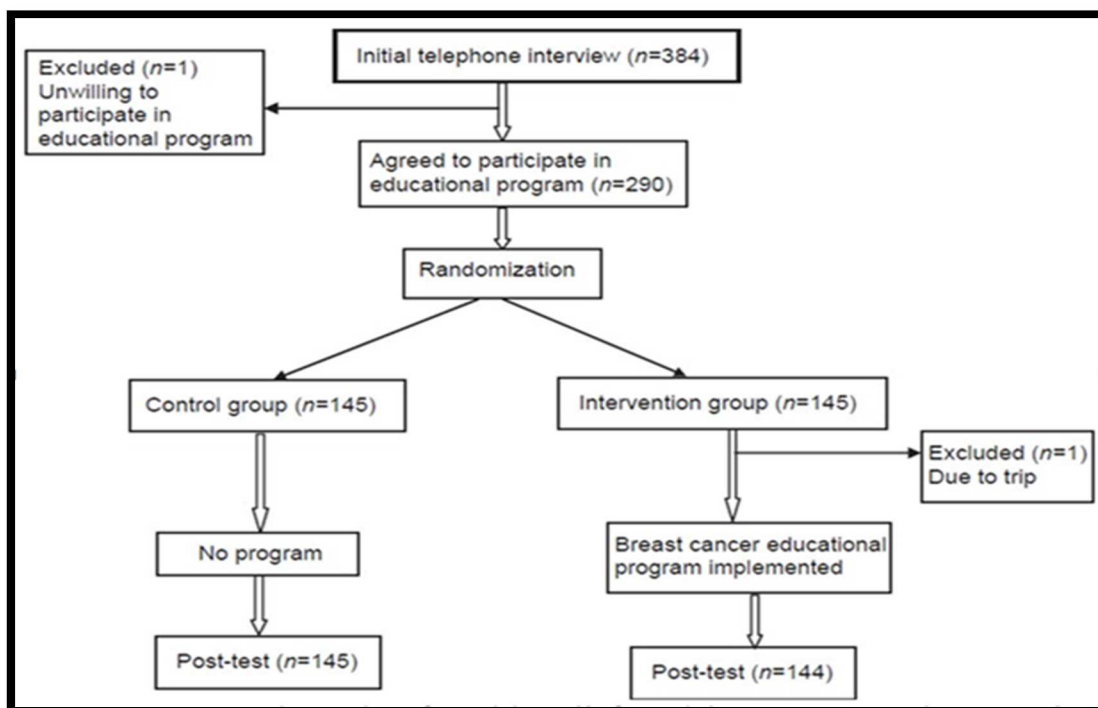 Initial telephone interview (n=384)
Excluded (n=1)
Unwilling to
participate in
educational program
Agreed to participate in
educational program (n=290)
Randomization
Control group (n=145)
Intervention group (n=145)
Excluded (n=1)
Due to trip
No program
Breast cancer educational
program implemented
Post-test (n=145)
Post-test (n=144)